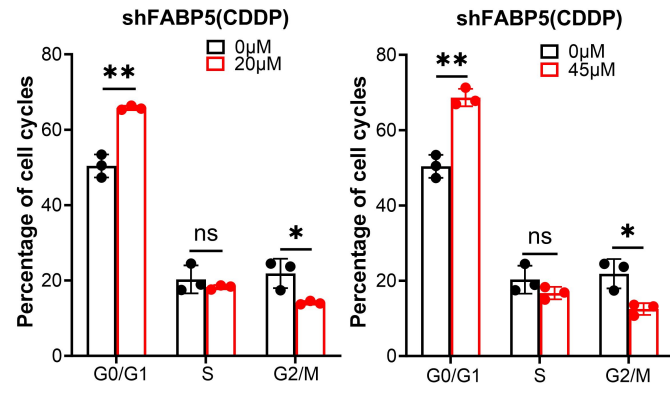 shFABP5(CDDP)
0μM
20μM
Percentage of cell cycles
80
60
40
20
0
**
ns
*
G0/G1 S G2/M
shFABP5(CDDP)
0μM
45μM
Percentage of cell cycles
80
60
40
20
0
**
ns
*
G0/G1 S G2/M